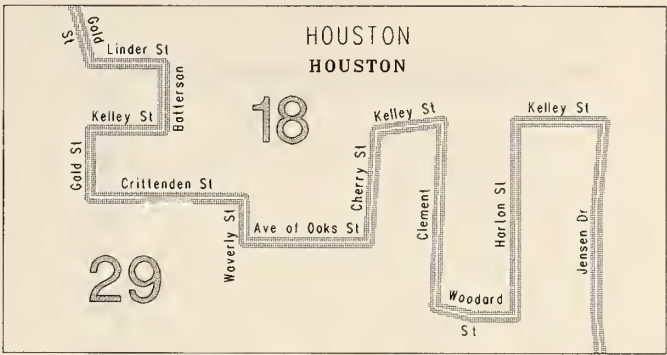 Gold St
Linder St
Batterson
Kelley St
Gold St
Crittenden St
HOUSTON
HOUSTON
18
29
Waverly St
Ave of Oaks St
Cherry St
Kelley St
Clement
Woodard St
Harlon St
Kelley St
Jensen Dr